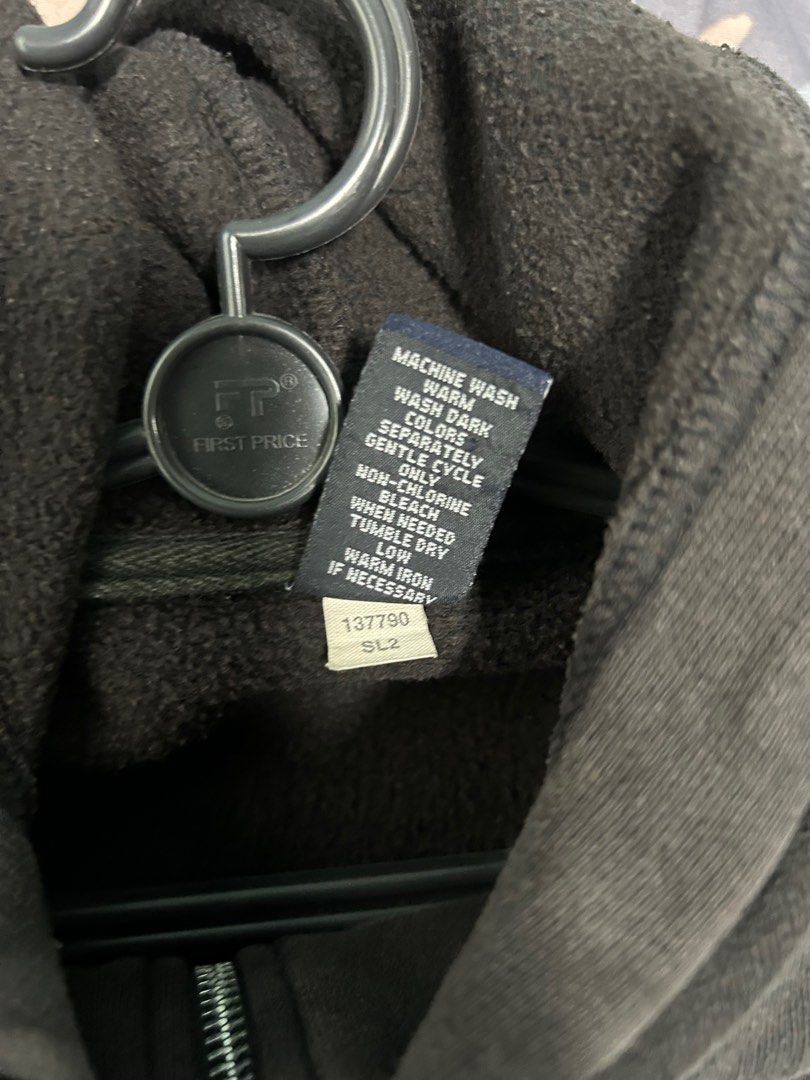 FP®
FIRST PRICE
MACHINE WASH
WARM
WASH DARK
COLORS
SEPARATELY
GENTLE CYCLE
ONLY
NON-CHLORINE
BLEACH
WHEN NEEDED
TUMBLE DRY
LOW
WARM IRON
IF NECESSARY
137790
SL2